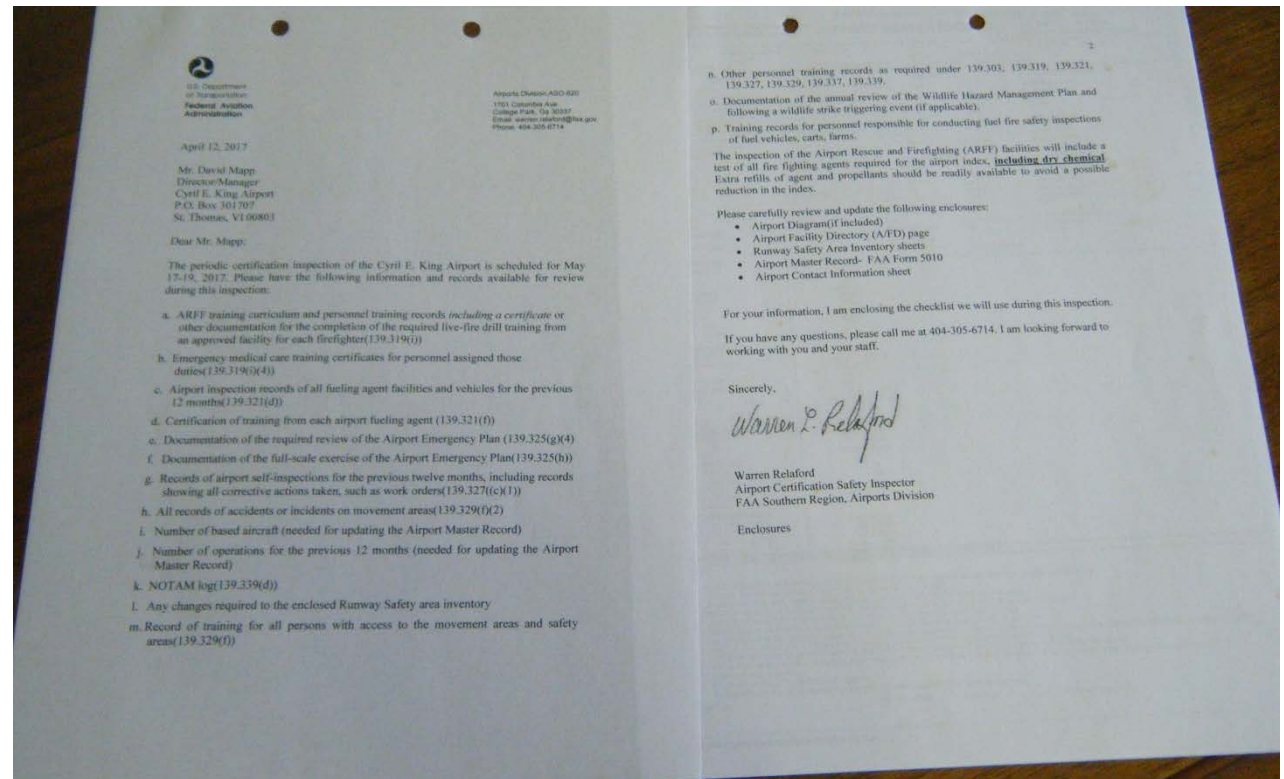 U.S. Department
of Transportation
Federal Aviation
Administration
Airports Division ASO-620
1701 Columbia Ave.
College Park, Ga 30337
Email: warren.relaford@faa.gov
Phone: 404-305-6714
April 12, 2017
Mr. David Mapp
Director/Manager
Cyril E. King Airport
P.O. Box 301707
St. Thomas, VI 00803
Dear Mr. Mapp:
The periodic certification inspection of the Cyril E. King Airport is scheduled for May
17-19, 2017. Please have the following information and records available for review
during this inspection:
a. ARFF training curriculum and personnel training records including a certificate or
other documentation for the completion of the required live-fire drill training from
an approved facility for each firefighter(139.319(i))
b. Emergency medical care training certificates for personnel assigned those
duties(139.319(i)(4))
c. Airport inspection records of all fueling agent facilities and vehicles for the previous
12 months(139.321(d))
d. Certification of training from each airport fueling agent (139.321(f))
e. Documentation of the required review of the Airport Emergency Plan (139.325(g)(4)
f. Documentation of the full-scale exercise of the Airport Emergency Plan(139.325(h))
g. Records of airport self-inspections for the previous twelve months, including records
showing all corrective actions taken, such as work orders(139.327((c)(1))
h. All records of accidents or incidents on movement areas(139.329(f)(2)
i. Number of based aircraft (needed for updating the Airport Master Record)
j. Number of operations for the previous 12 months (needed for updating the Airport
Master Record)
k. NOTAM log(139.339(d))
l. Any changes required to the enclosed Runway Safety area inventory
m. Record of training for all persons with access to the movement areas and safety
areas(139.329(f))
2
n. Other personnel training records as required under 139.303, 139.319, 139.321,
139.327, 139.329, 139.337, 139.339.
o. Documentation of the annual review of the Wildlife Hazard Management Plan and
following a wildlife strike triggering event (if applicable).
p. Training records for personnel responsible for conducting fuel fire safety inspections
of fuel vehicles, carts, farms.
The inspection of the Airport Rescue and Firefighting (ARFF) facilities will include a
test of all fire fighting agents required for the airport index, including dry chemical.
Extra refills of agent and propellants should be readily available to avoid a possible
reduction in the index.
Please carefully review and update the following enclosures:
• Airport Diagram(if included)
• Airport Facility Directory (A/FD) page
• Runway Safety Area Inventory sheets
• Airport Master Record- FAA Form 5010
• Airport Contact Information sheet
For your information, I am enclosing the checklist we will use during this inspection.
If you have any questions, please call me at 404-305-6714. I am looking forward to
working with you and your staff.
Sincerely,
Warren L. Relaford
Warren Relaford
Airport Certification Safety Inspector
FAA Southern Region, Airports Division
Enclosures